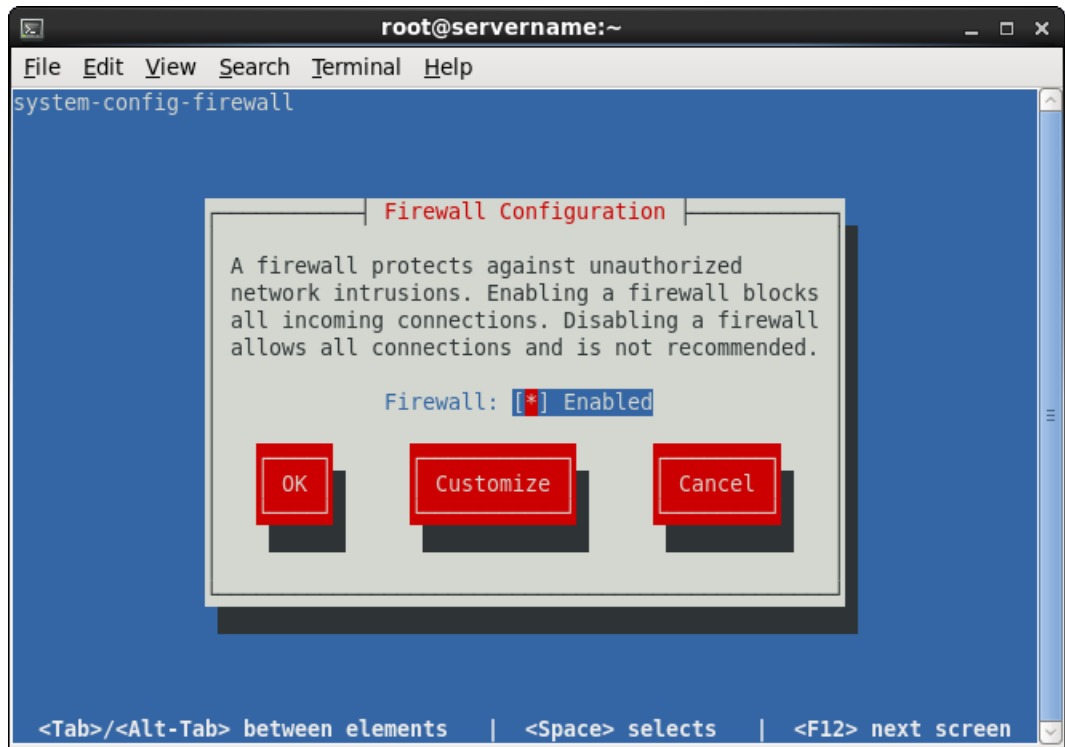 root@servername:~
File Edit View Search Terminal Help
system-config-firewall
Firewall Configuration
A firewall protects against unauthorized
network intrusions. Enabling a firewall blocks
all incoming connections. Disabling a firewall
allows all connections and is not recommended.
Firewall: [*] Enabled
OK Customize Cancel
<Tab>/<Alt-Tab> between elements | <Space> selects | <F12> next screen